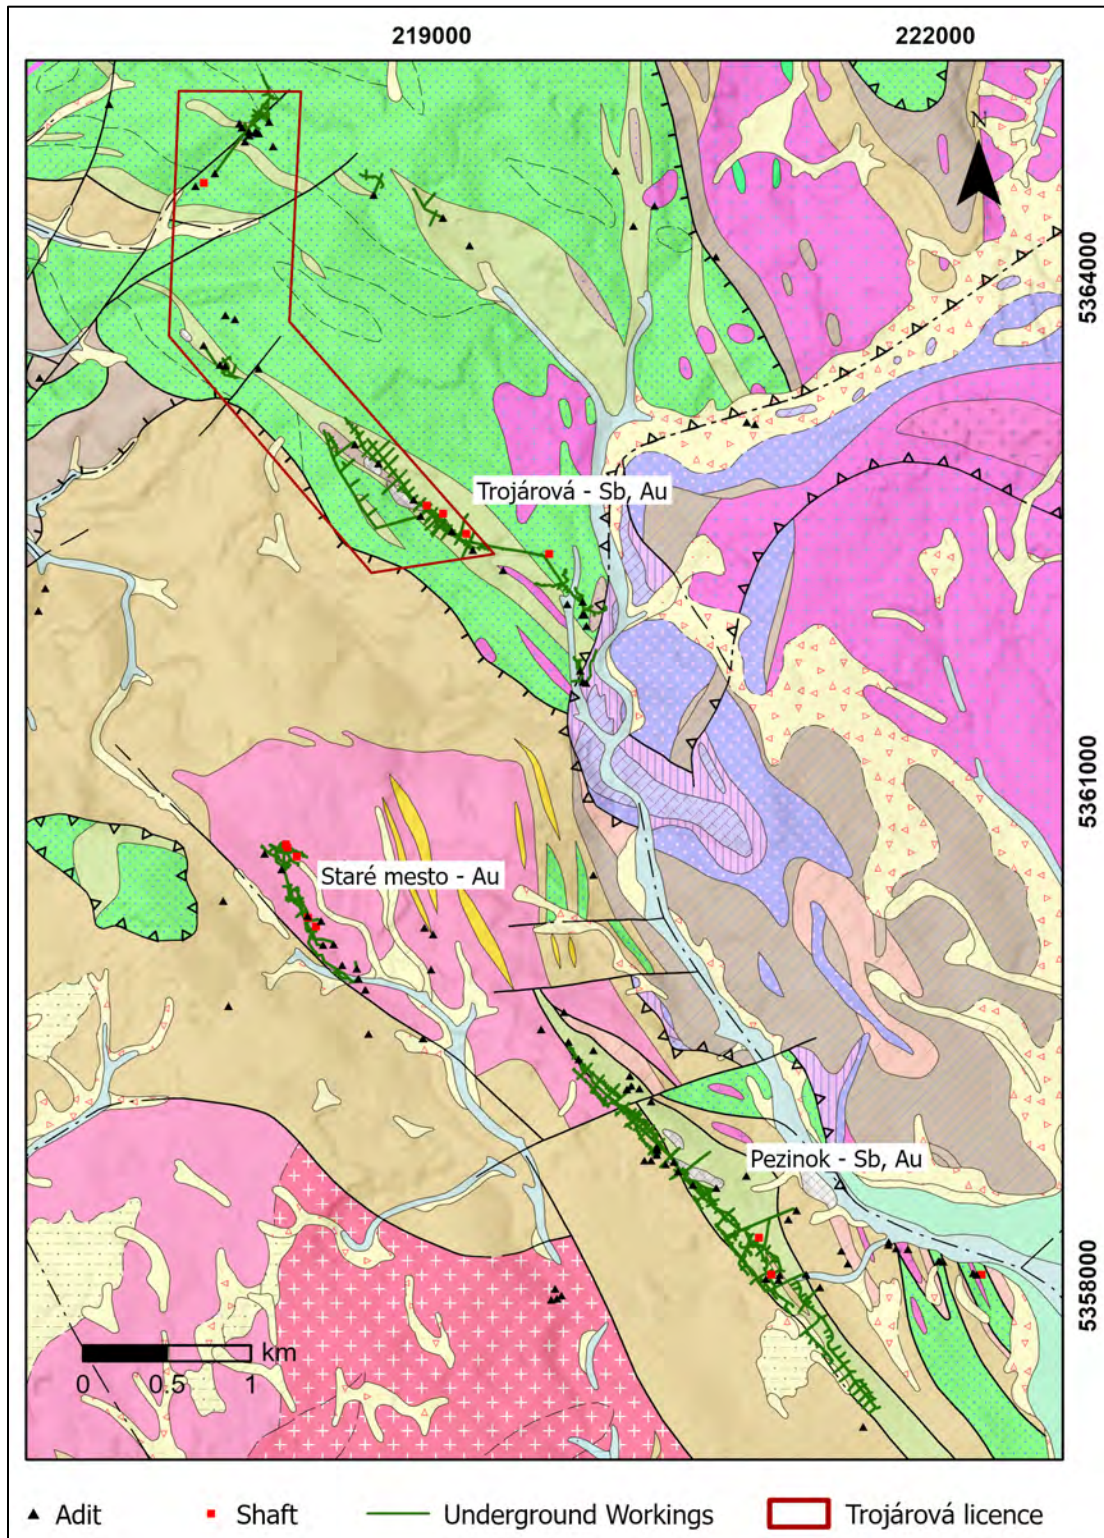 219000 222000
N
5364000
Trojárová - Sb, Au
5361000
Staré mesto - Au
Pezinok - Sb, Au
5358000
km
0 0.5 1
Adit Shaft Underground Workings Trojárová licence